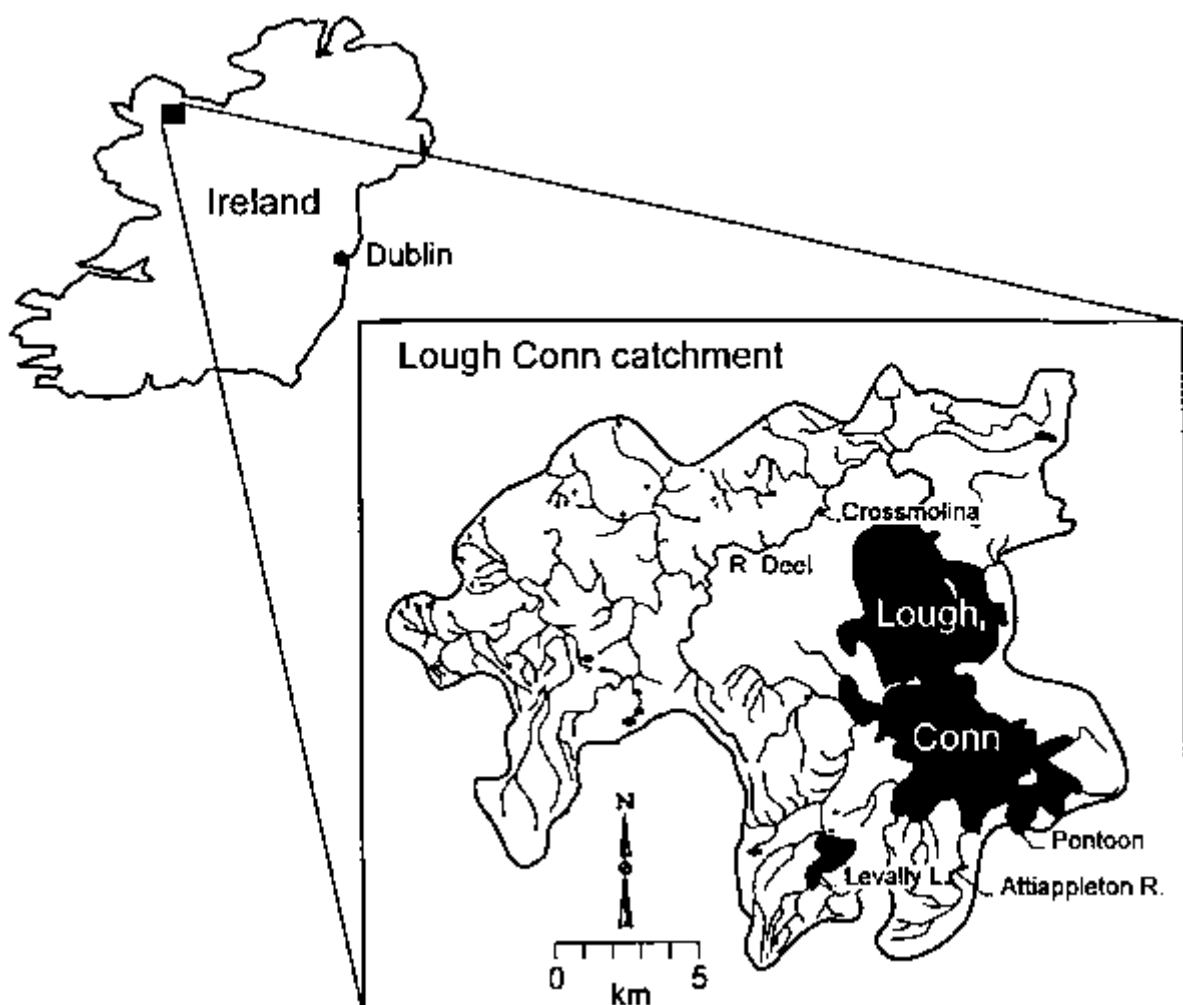 Ireland
Dublin
Lough Conn catchment
Crossmolina
R. Deel
Lough
Conn
N
Pontoon
Levally L.
Attiappleton R.
0 5
km